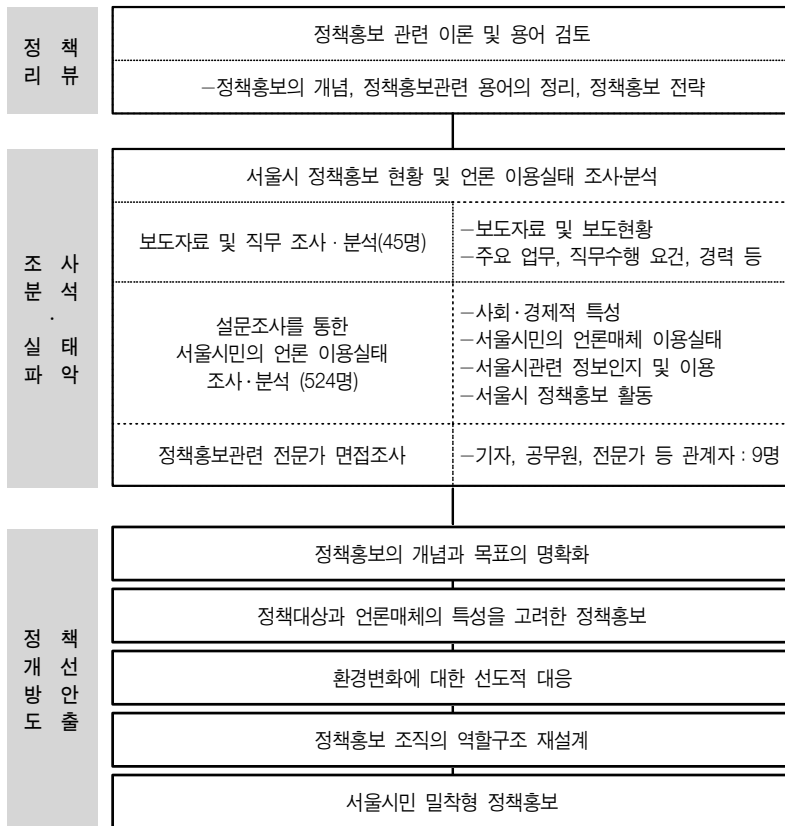 정 책
리 뷰
정책홍보 관련 이론 및 용어 검토
–정책홍보의 개념, 정책홍보관련 용어의 정리, 정책홍보 전략
조 사
분 석
·
실 태
파 악
서울시 정책홍보 현황 및 언론 이용실태 조사·분석
보도자료 및 직무 조사 · 분석(45명)
–보도자료 및 보도현황
–주요 업무, 직무수행 요건, 경력 등
설문조사를 통한
서울시민의 언론 이용실태
조사·분석 (524명)
–사회·경제적 특성
–서울시민의 언론매체 이용실태
–서울시관련 정보인지 및 이용
–서울시 정책홍보 활동
정책홍보관련 전문가 면접조사
–기자, 공무원, 전문가 등 관계자 : 9명
정 책
개 선
방 안
도 출
정책홍보의 개념과 목표의 명확화
정책대상과 언론매체의 특성을 고려한 정책홍보
환경변화에 대한 선도적 대응
정책홍보 조직의 역할구조 재설계
서울시민 밀착형 정책홍보